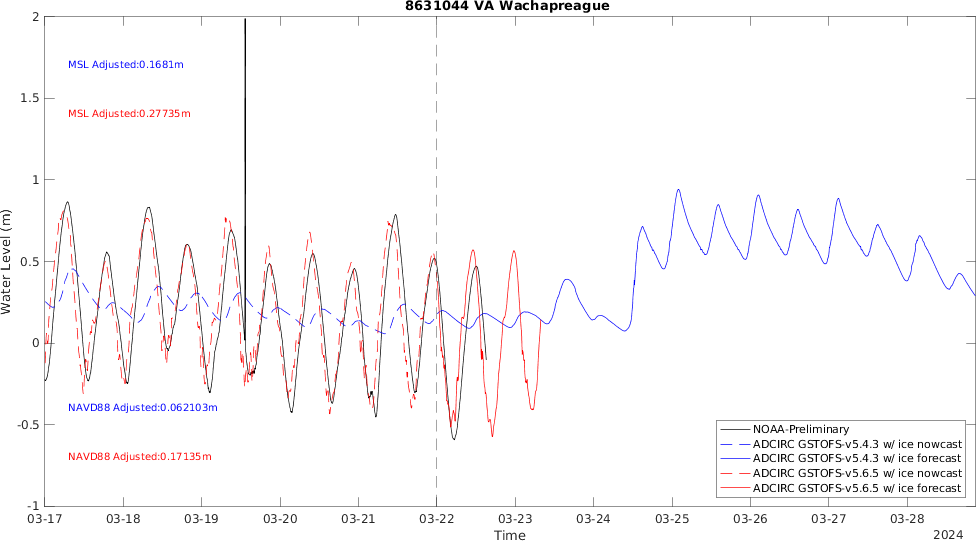 8631044 VA Wachapreague
2
1.5
1
0.5
0
-0.5
-1
Water Level (m)
MSL Adjusted:0.1681m
MSL Adjusted:0.27735m
NAVD88 Adjusted:0.062103m
NAVD88 Adjusted:0.17135m
NOAA-Preliminary
ADCIRC GSTOFS-v5.4.3 w/ ice nowcast
ADCIRC GSTOFS-v5.4.3 w/ ice forecast
ADCIRC GSTOFS-v5.6.5 w/ ice nowcast
ADCIRC GSTOFS-v5.6.5 w/ ice forecast
03-17 03-18 03-19 03-20 03-21 03-22 03-23 03-24 03-25 03-26 03-27 03-28
Time
2024